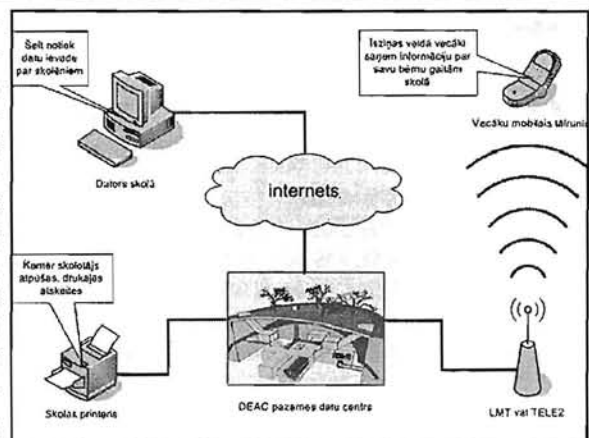 Šeit notiek
datu ievade
par skolēniem
Dators skolā
Īsziņas veidā vecāki
saņem informāciju par
savu bērnu gaitām
skolā
Vecāku mobilais tālrunis
internets.
Kamēr skolotājs
atpūšas, drukājas
atskaites
Skolas printeris
DEAC pazemes datu centrs
LMT vai TELE2